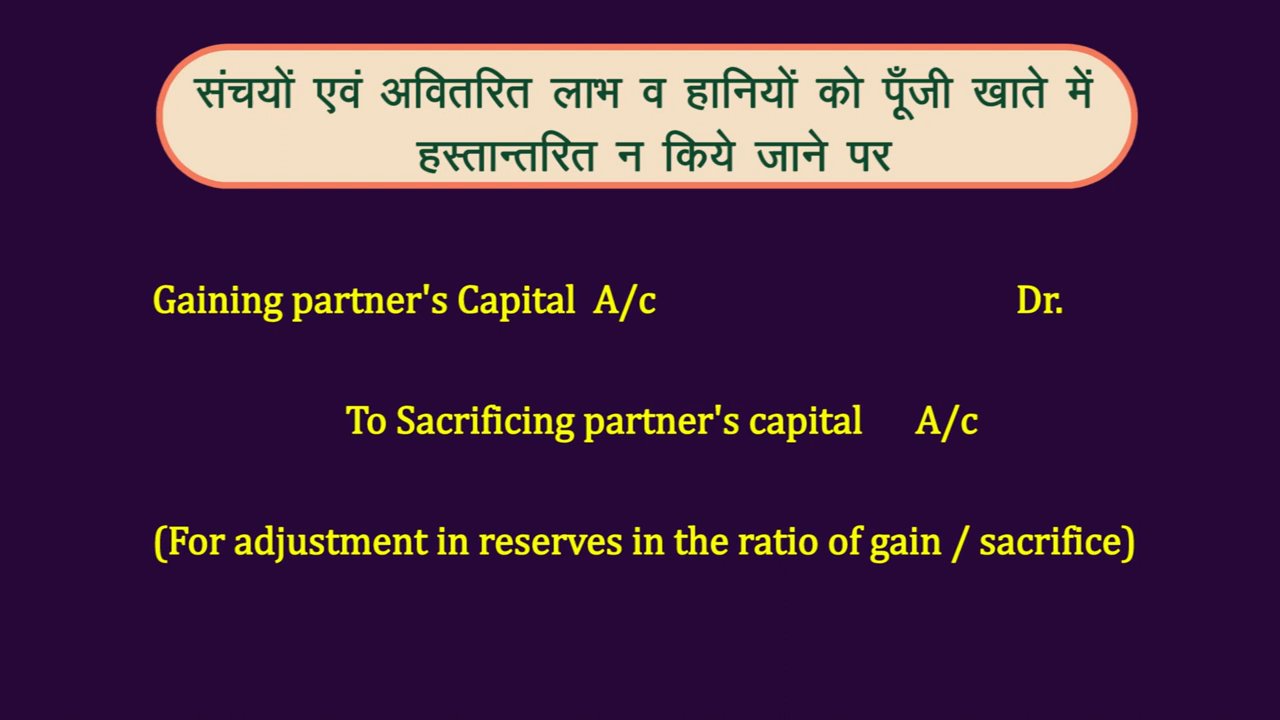 संचयों एवं अवितरित लाभ व हानियों को पूँजी खाते में
हस्तान्तरित न किये जाने पर
Gaining partner's Capital A/c Dr.
To Sacrificing partner's capital A/c
(For adjustment in reserves in the ratio of gain / sacrifice)